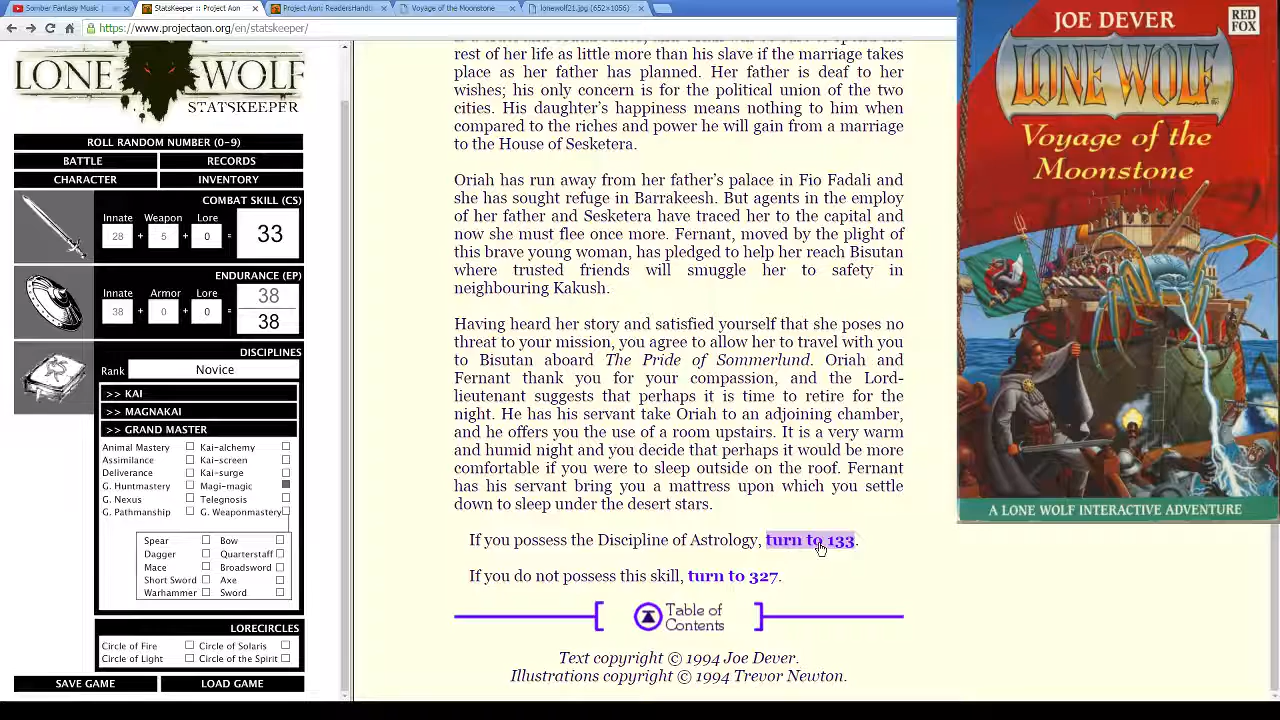 Somber Fantasy Music |
StatsKeeper :: Project Aon
Project Aon: ReadersHandb
Voyage of the Moonstone
lonewolf21.jpg (652×1056)
https://www.projectaon.org/en/statskeeper/
LONE WOLF
STATSKEEPER
ROLL RANDOM NUMBER (0-9)
BATTLE RECORDS
CHARACTER INVENTORY
COMBAT SKILL (CS)
Innate Weapon Lore
28 + 5 + 0 = 33
ENDURANCE (EP)
Innate Armor Lore
38 + 0 + 0 =
38
38
DISCIPLINES
Rank Novice
>> KAI
>> MAGNAKAI
>> GRAND MASTER
Animal Mastery Kai-alchemy
Assimilance Kai-screen
Deliverance Kai-surge
G. Huntmastery Magi-magic
G. Nexus Telegnosis
G. Pathmanship G. Weaponmastery
Spear Bow
Dagger Quarterstaff
Mace Broadsword
Short Sword Axe
Warhammer Sword
LORECIRCLES
Circle of Fire Circle of Solaris
Circle of Light Circle of the Spirit
SAVE GAME LOAD GAME
rest of her life as little more than his slave if the marriage takes
place as her father has planned. Her father is deaf to her
wishes; his only concern is for the political union of the two
cities. His daughter's happiness means nothing to him when
compared to the riches and power he will gain from a marriage
to the House of Sesketera.
Oriah has run away from her father's palace in Fio Fadali and
she has sought refuge in Barrakeesh. But agents in the employ
of her father and Sesketera have traced her to the capital and
now she must flee once more. Fernant, moved by the plight of
this brave young woman, has pledged to help her reach Bisutan
where trusted friends will smuggle her to safety in
neighbouring Kakush.
Having heard her story and satisfied yourself that she poses no
threat to your mission, you agree to allow her to travel with you
to Bisutan aboard The Pride of Sommerlund. Oriah and
Fernant thank you for your compassion, and the Lord-
lieutenant suggests that perhaps it is time to retire for the
night. He has his servant take Oriah to an adjoining chamber,
and he offers you the use of a room upstairs. It is a very warm
and humid night and you decide that perhaps it would be more
comfortable if you were to sleep outside on the roof. Fernant
has his servant bring you a mattress upon which you settle
down to sleep under the desert stars.
If you possess the Discipline of Astrology, turn to 133.
If you do not possess this skill, turn to 327.
Table of
Contents
Text copyright © 1994 Joe Dever.
Illustrations copyright © 1994 Trevor Newton.
JOE DEVER
RED
FOX
LONE WOLF
Voyage of the
Moonstone
A LONE WOLF INTERACTIVE ADVENTURE